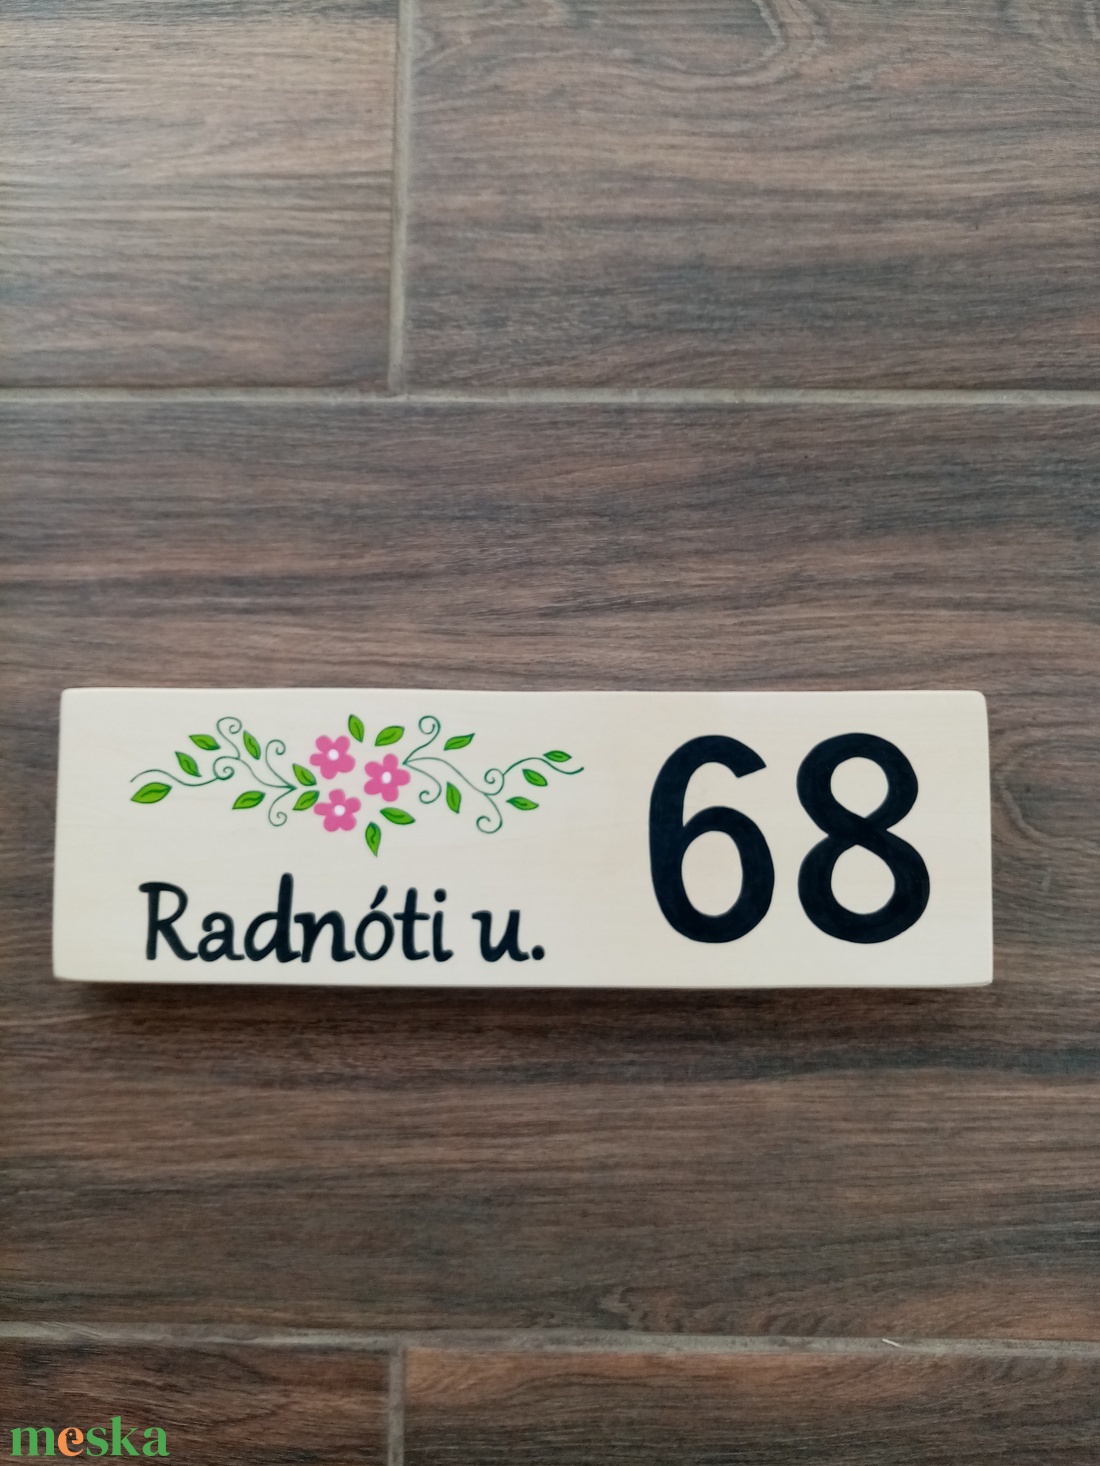 Radnóti u.
68
meska